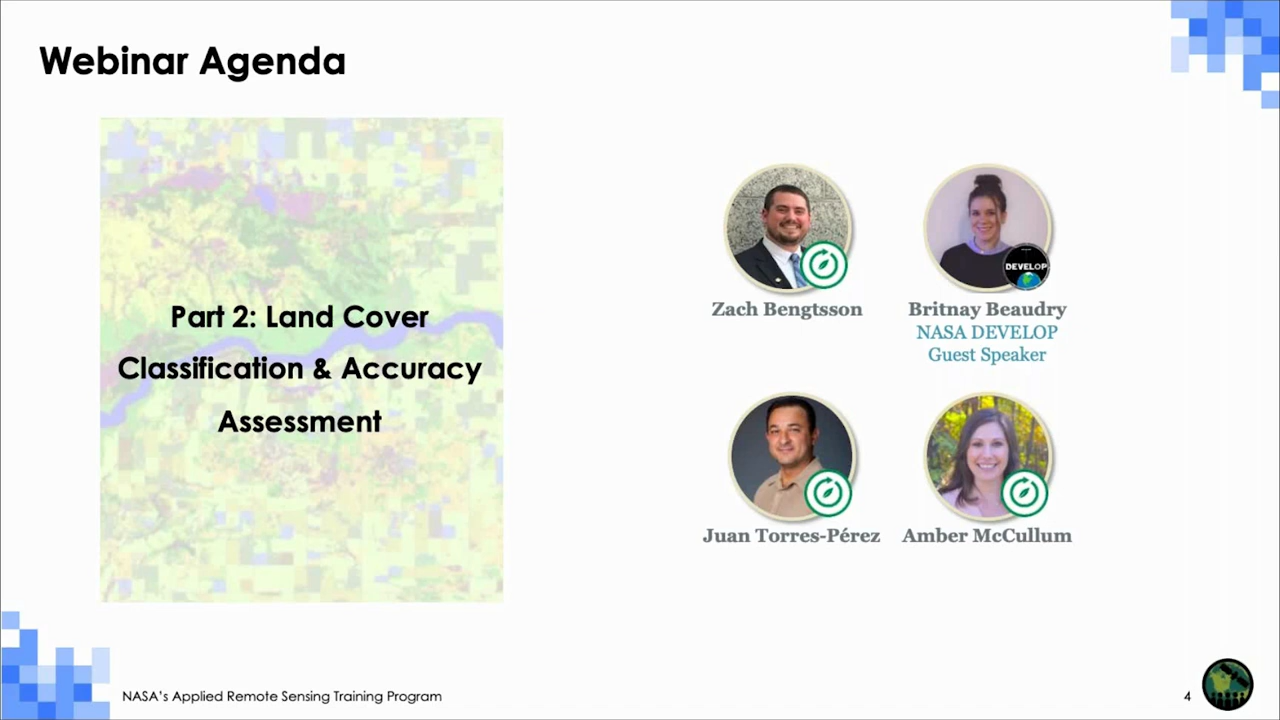 Webinar Agenda
Part 2: Land Cover
Classification & Accuracy
Assessment
Zach Bengtsson
DEVELOP
Britnay Beaudry
NASA DEVELOP
Guest Speaker
Juan Torres-Pérez
Amber McCullum
NASA's Applied Remote Sensing Training Program
4